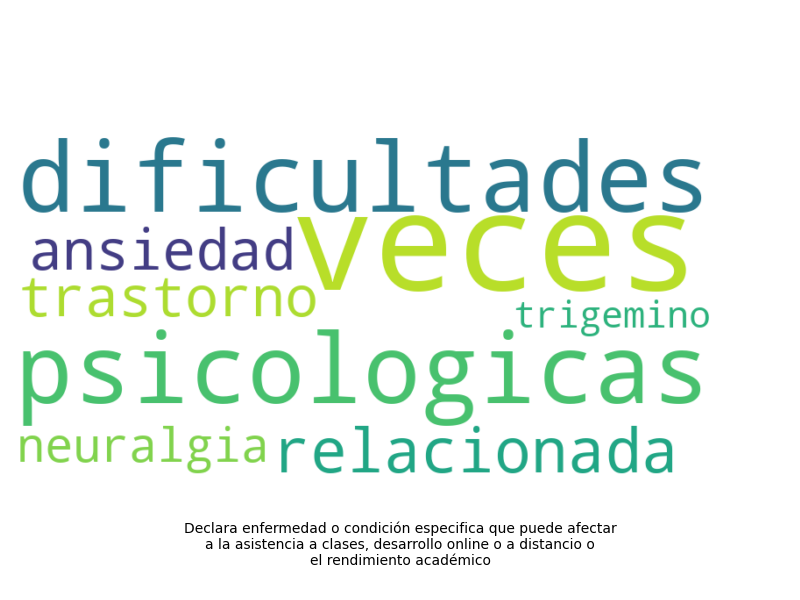 dificultades
veces
ansiedad
trastorno
trigemino
psicologicas
neuralgia
relacionada
Declara enfermedad o condición especifica que puede afectar
a la asistencia a clases, desarrollo online o a distancio o
el rendimiento académico